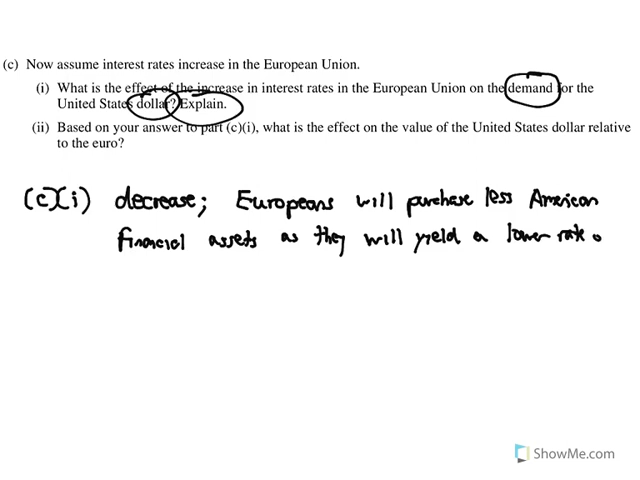 (c) Now assume interest rates increase in the European Union.
(i) What is the effect of the increase in interest rates in the European Union on the demand for the
United States dollar? Explain.
(ii) Based on your answer to part (c)(i), what is the effect on the value of the United States dollar relative
to the euro?
(c)(i) decrease; Europeans will purchase less American
financial assets as they will yield a lower rate o
ShowMe.com